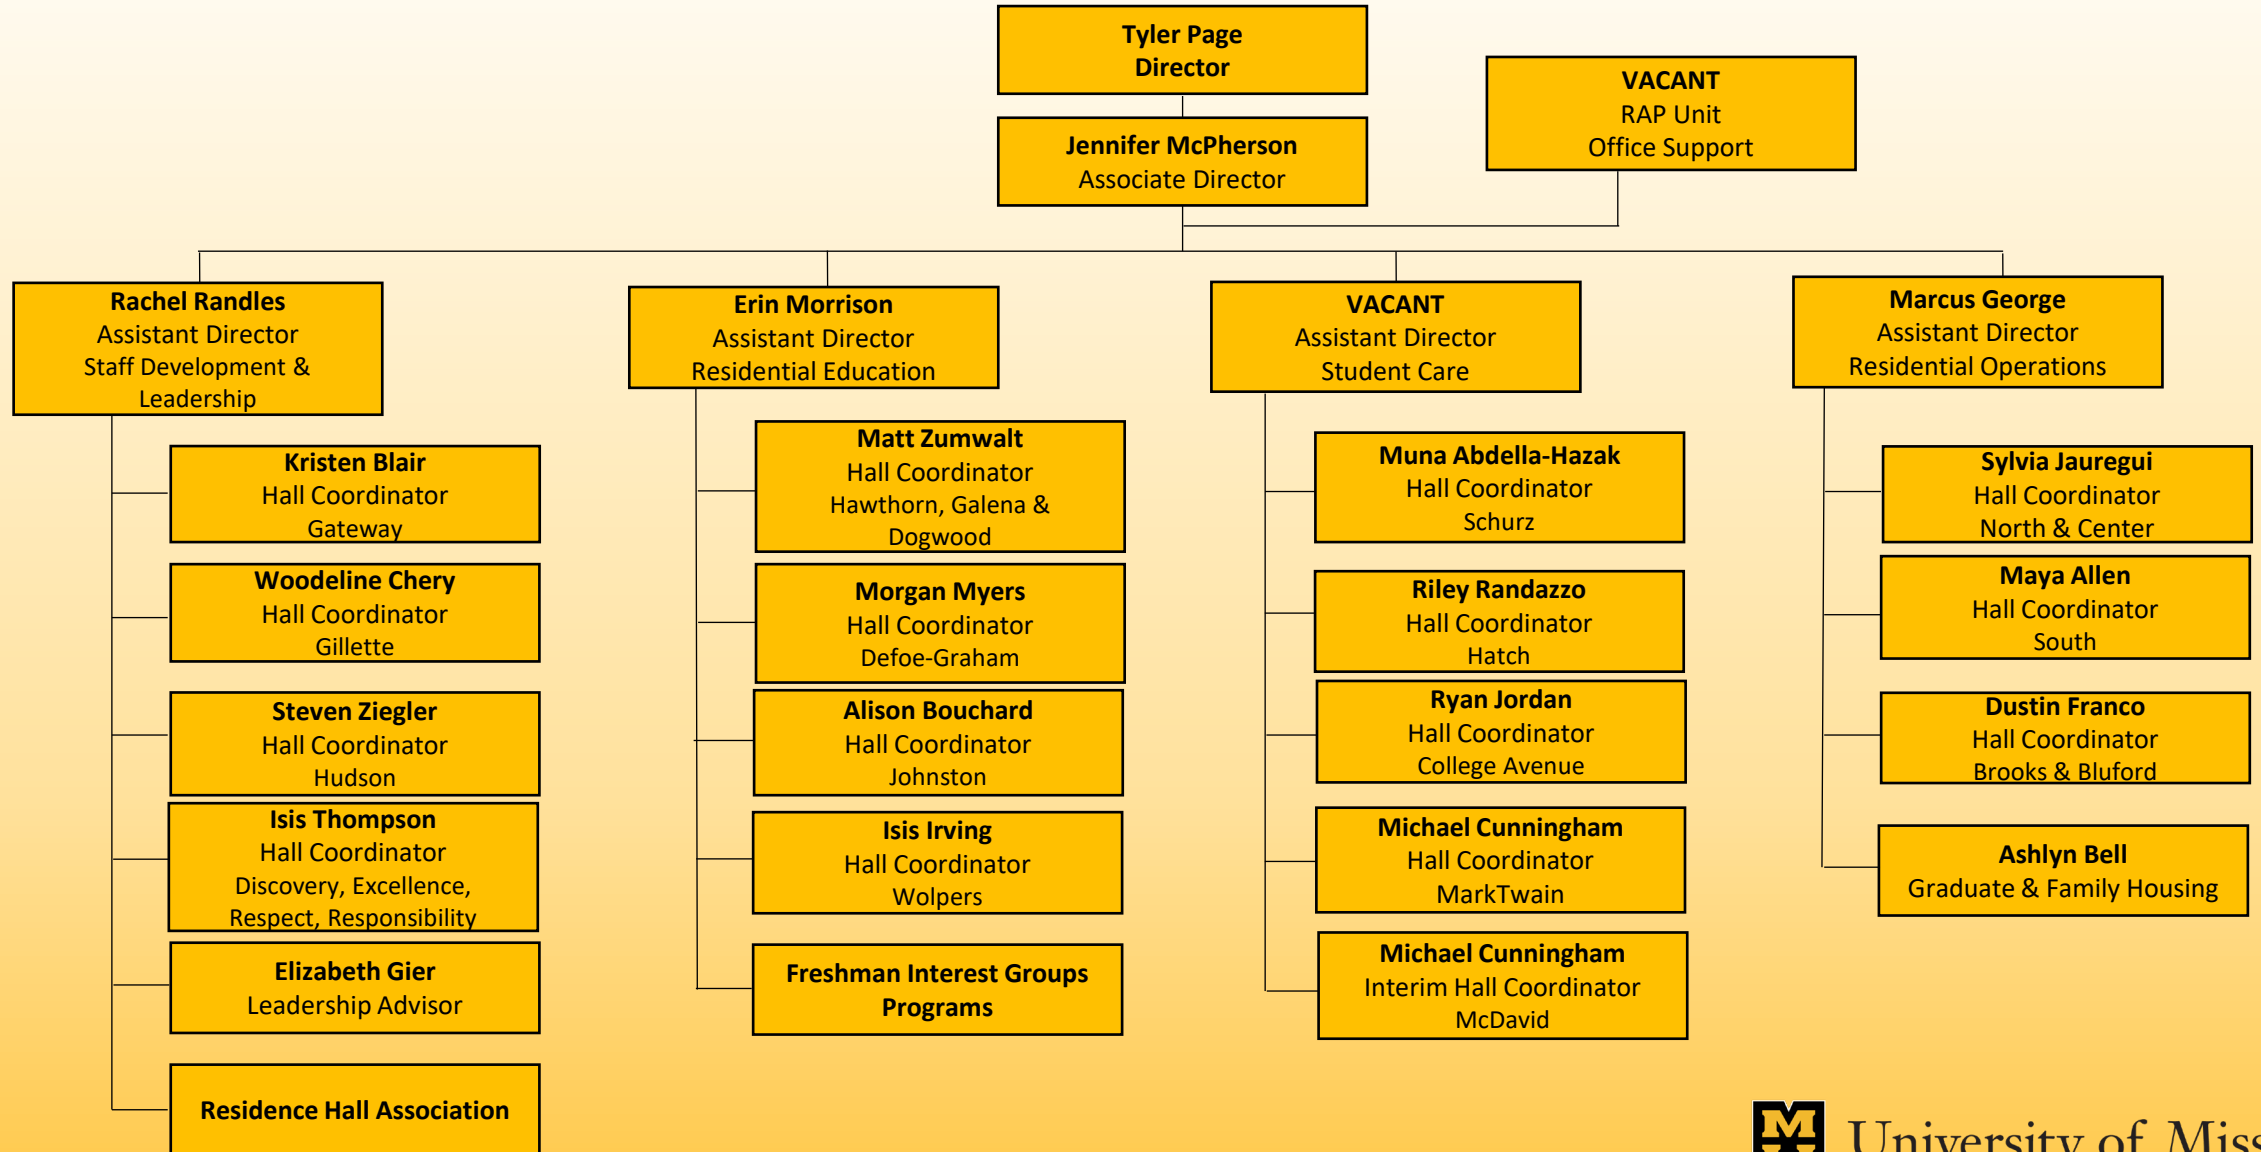 Tyler Page
Director
VACANT
RAP Unit
Office Support
Jennifer McPherson
Associate Director
Rachel Randles
Assistant Director
Staff Development &
Leadership
Kristen Blair
Hall Coordinator
Gateway
Woodeline Chery
Hall Coordinator
Gillette
Steven Ziegler
Hall Coordinator
Hudson
Isis Thompson
Hall Coordinator
Discovery, Excellence,
Respect, Responsibility
Elizabeth Gier
Leadership Advisor
Residence Hall Association
Erin Morrison
Assistant Director
Residential Education
Matt Zumwalt
Hall Coordinator
Hawthorn, Galena &
Dogwood
Morgan Myers
Hall Coordinator
Defoe-Graham
Alison Bouchard
Hall Coordinator
Johnston
Isis Irving
Hall Coordinator
Wolpers
Freshman Interest Groups
Programs
VACANT
Assistant Director
Student Care
Muna Abdella-Hazak
Hall Coordinator
Schurz
Riley Randazzo
Hall Coordinator
Hatch
Ryan Jordan
Hall Coordinator
College Avenue
Michael Cunningham
Hall Coordinator
MarkTwain
Michael Cunningham
Interim Hall Coordinator
McDavid
Marcus George
Assistant Director
Residential Operations
Sylvia Jauregui
Hall Coordinator
North & Center
Maya Allen
Hall Coordinator
South
Dustin Franco
Hall Coordinator
Brooks & Bluford
Ashlyn Bell
Graduate & Family Housing
M
University of Miss